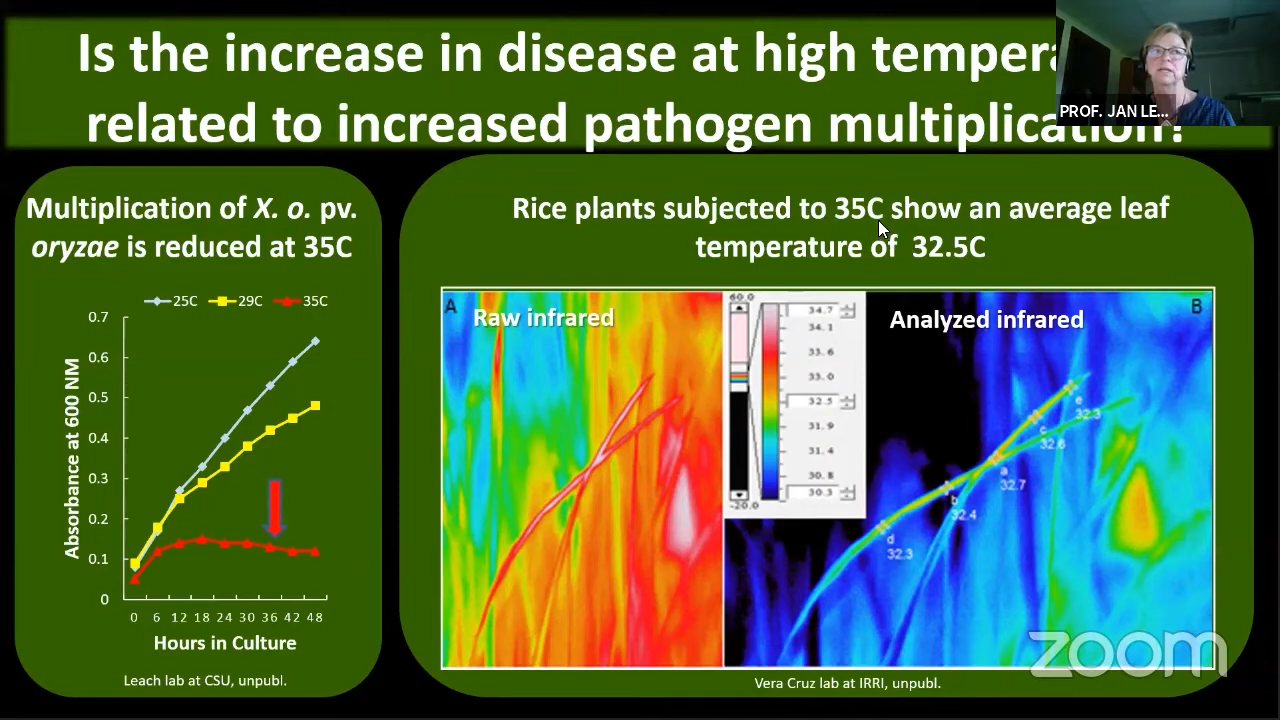 Is the increase in disease at high
related to increased pathogen multiplication?
PROF. JAN LE...
Multiplication of X. o. pv.
oryzae is reduced at 35C
25C 29C 35C
0.7
0.6
0.5
0.4
0.3
0.2
0.1
0
Absorbance at 600 NM
0 6 12 18 24 30 36 42 48
Hours in Culture
Leach lab at CSU, unpubl.
Rice plants subjected to 35C show an average leaf
temperature of 32.5C
A
Raw infrared
60.0
-20.0
34.7
34.1
33.6
33.0
32.5
31.9
31.4
30.8
30.3
Analyzed infrared
B
e
32.3
c
32.6
a
32.7
b
32.4
d
32.3
Vera Cruz lab at IRRI, unpubl.
zoom